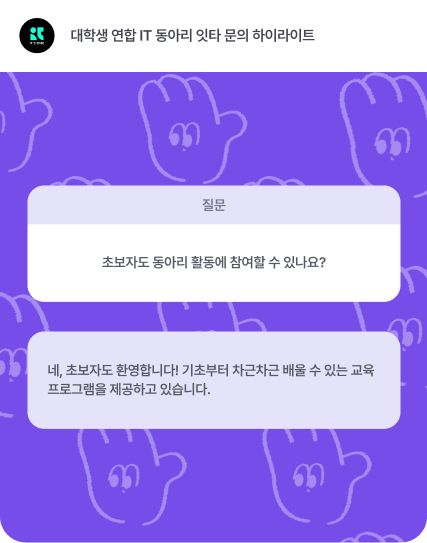 대학생 연합 IT 동아리 잇타 문의 하이라이트
질문
초보자도 동아리 활동에 참여할 수 있나요?
네, 초보자도 환영합니다! 기초부터 차근차근 배울 수 있는 교육
프로그램을 제공하고 있습니다.